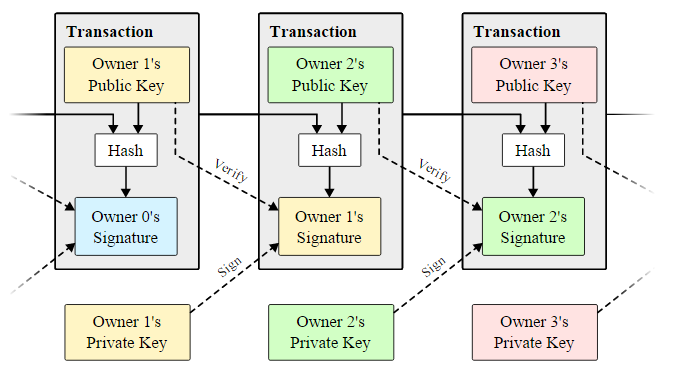 Transaction
Owner 1's
Public Key
Hash
Owner 0's
Signature
Transaction
Owner 2's
Public Key
Hash
Verify
Owner 1's
Signature
Transaction
Owner 3's
Public Key
Hash
Verify
Owner 2's
Signature
Sign
Sign
Owner 1's
Private Key
Owner 2's
Private Key
Owner 3's
Private Key